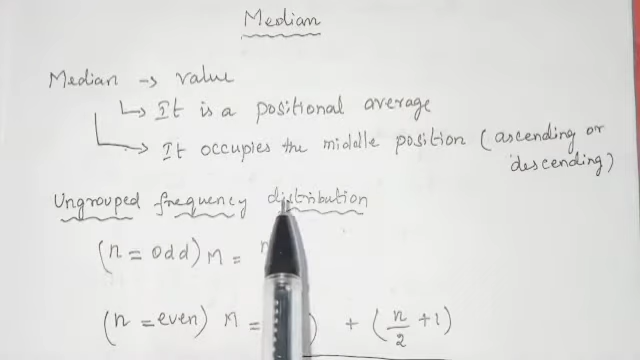 Median
Median → value
↳ It is a positional average
→ It occupies the middle position (ascending or
descending)
Ungrouped frequency distribution
(n = odd) M =
(n = even) M = ) + (n/2 + 1)